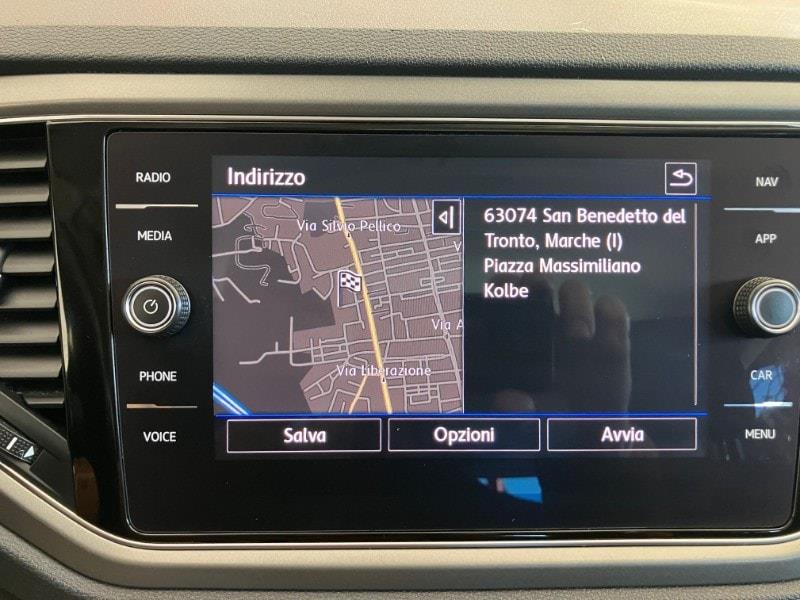 RADIO
MEDIA
PHONE
VOICE
Indirizzo
Via Silvio Pellico
V
Via A
Via Liberazione
63074 San Benedetto del
Tronto, Marche (I)
Piazza Massimiliano
Kolbe
Salva
Opzioni
Avvia
NAV
APP
CAR
MENU